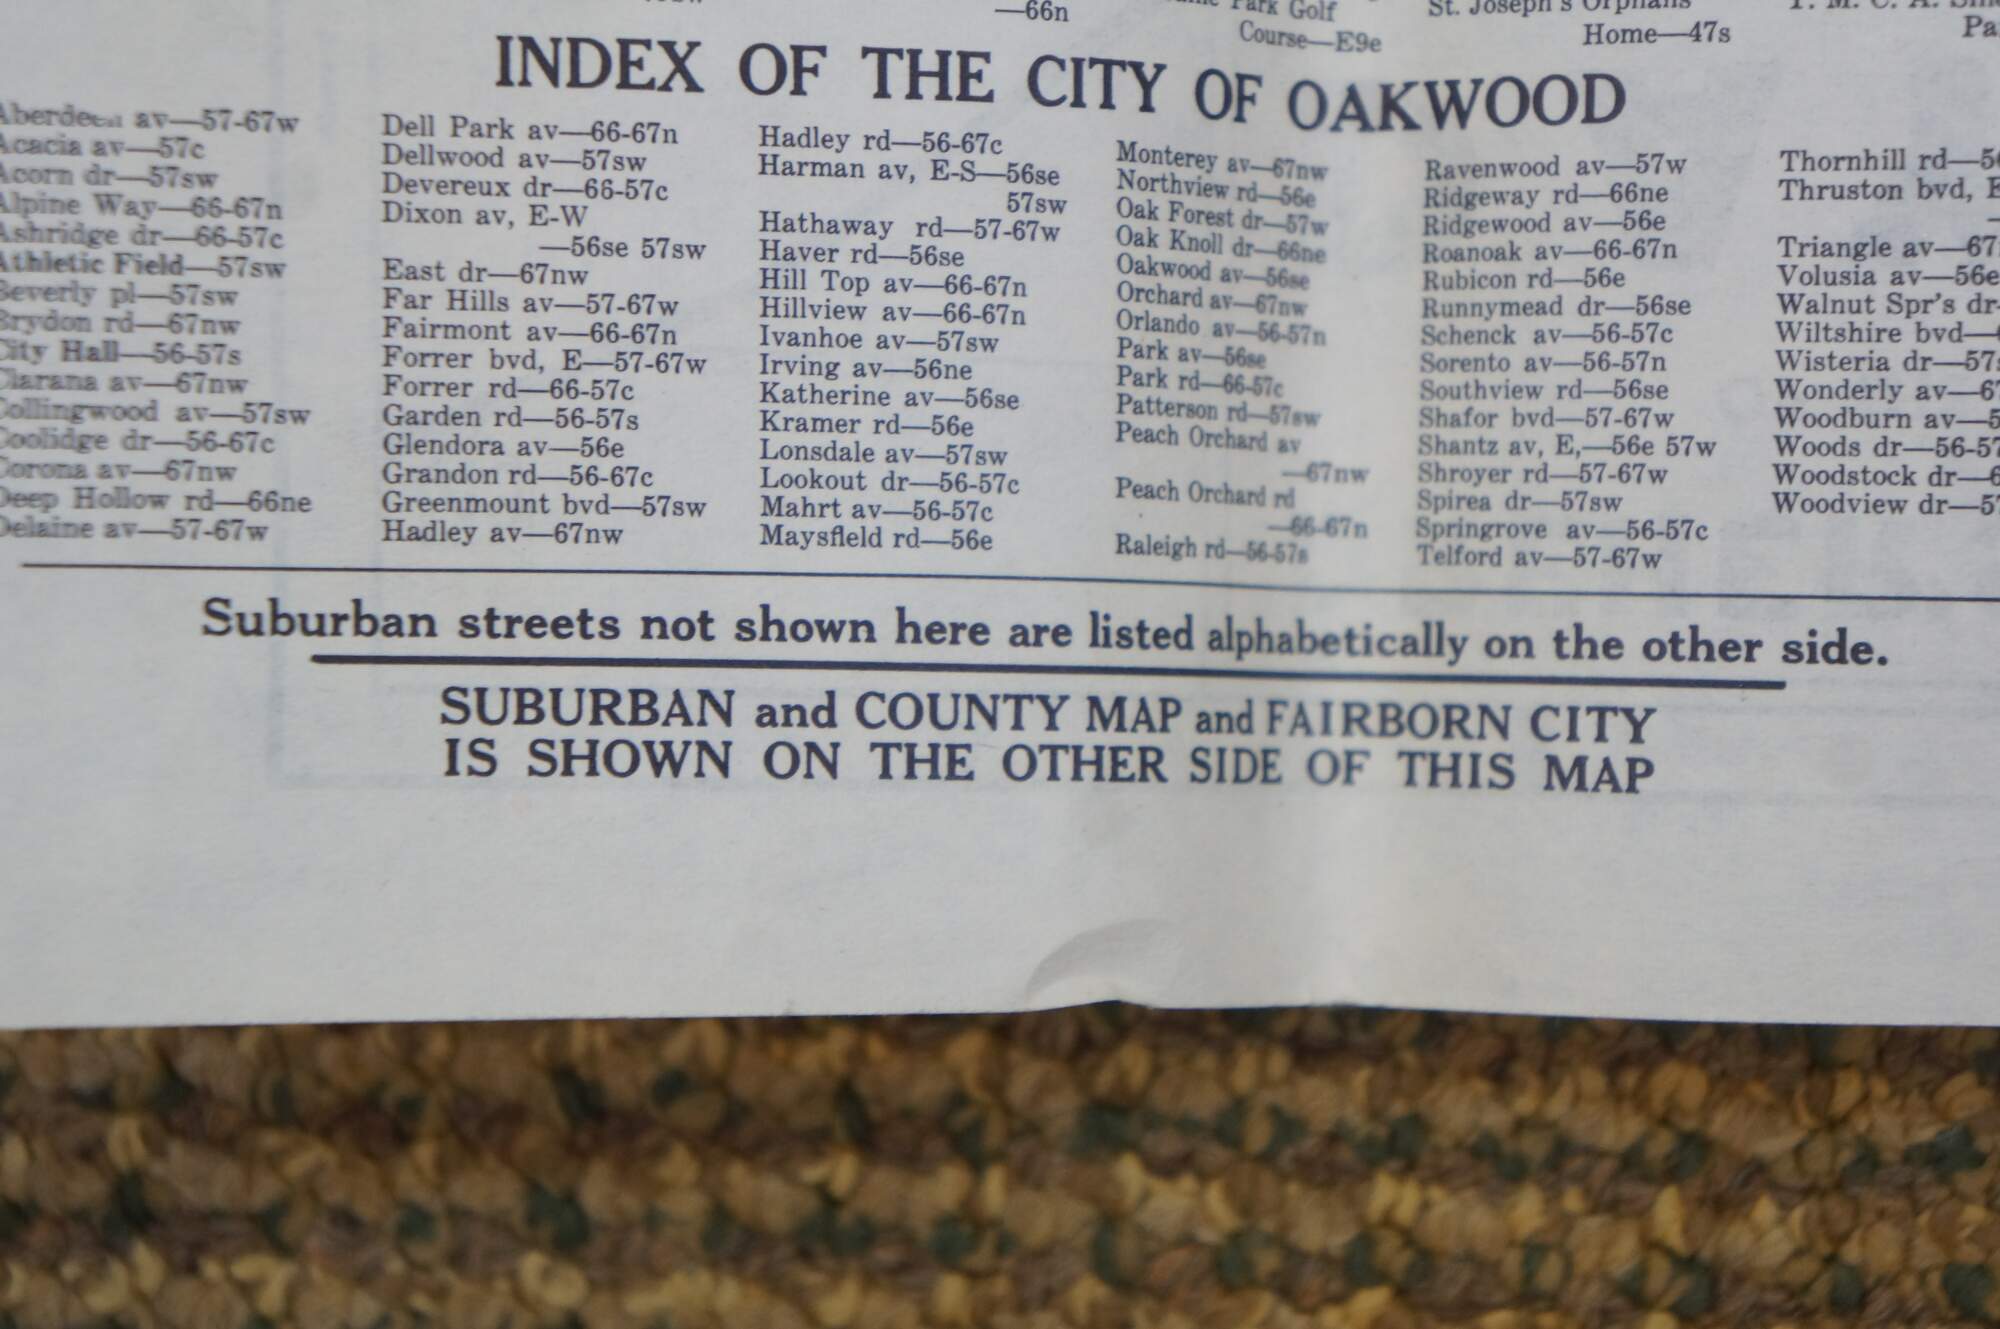 —66n
Park Golf
Course—E9e
St. Joseph's Orphans
Home—47s
Pa
INDEX OF THE CITY OF OAKWOOD
Aberdeen av—57-67w
Acacia av—57c
Acorn dr—57sw
Alpine Way—66-67n
Ashridge dr—66-57c
Athletic Field—57sw
Beverly pl—57sw
Brydon rd—67nw
City Hall—56-57s
Clarana av—67nw
Collingwood av—57sw
Coolidge dr—56-67c
Corona av—67nw
Deep Hollow rd—66ne
Delaine av—57-67w
Dell Park av—66-67n
Dellwood av—57sw
Devereux dr—66-57c
Dixon av, E-W
—56se 57sw
East dr—67nw
Far Hills av—57-67w
Fairmont av—66-67n
Forrer bvd, E—57-67w
Forrer rd—66-57c
Garden rd—56-57s
Glendora av—56e
Grandon rd—56-67c
Greenmount bvd—57sw
Hadley av—67nw
Hadley rd—56-67c
Harman av, E-S—56se
57sw
Hathaway rd—57-67w
Haver rd—56se
Hill Top av—66-67n
Hillview av—66-67n
Ivanhoe av—57sw
Irving av—56ne
Katherine av—56se
Kramer rd—56e
Lonsdale av—57sw
Lookout dr—56-57c
Mahrt av—56-57c
Maysfield rd—56e
Monterey av—67nw
Northview rd—56e
Oak Forest dr—57w
Oak Knoll dr—66ne
Oakwood av—56se
Orchard av—67nw
Orlando av—56-57n
Park av—56se
Park rd—66-57c
Patterson rd—57sw
Peach Orchard av
—67nw
Peach Orchard rd
—66-67n
Raleigh rd—56-57s
Ravenwood av—57w
Ridgeway rd—66ne
Ridgewood av—56e
Roanoak av—66-67n
Rubicon rd—56e
Runnymead dr—56se
Schenck av—56-57c
Sorento av—56-57n
Southview rd—56se
Shafor bvd—57-67w
Shantz av, E,—56e 57w
Shroyer rd—57-67w
Spirea dr—57sw
Springrove av—56-57c
Telford av—57-67w
Thornhill rd—5
Thruston bvd, E
—
Triangle av—67
Volusia av—56e
Walnut Spr's dr—
Wiltshire bvd—
Wisteria dr—57
Wonderly av—6
Woodburn av—5
Woods dr—56-57
Woodstock dr—6
Woodview dr—57
Suburban streets not shown here are listed alphabetically on the other side.
SUBURBAN and COUNTY MAP and FAIRBORN CITY
IS SHOWN ON THE OTHER SIDE OF THIS MAP